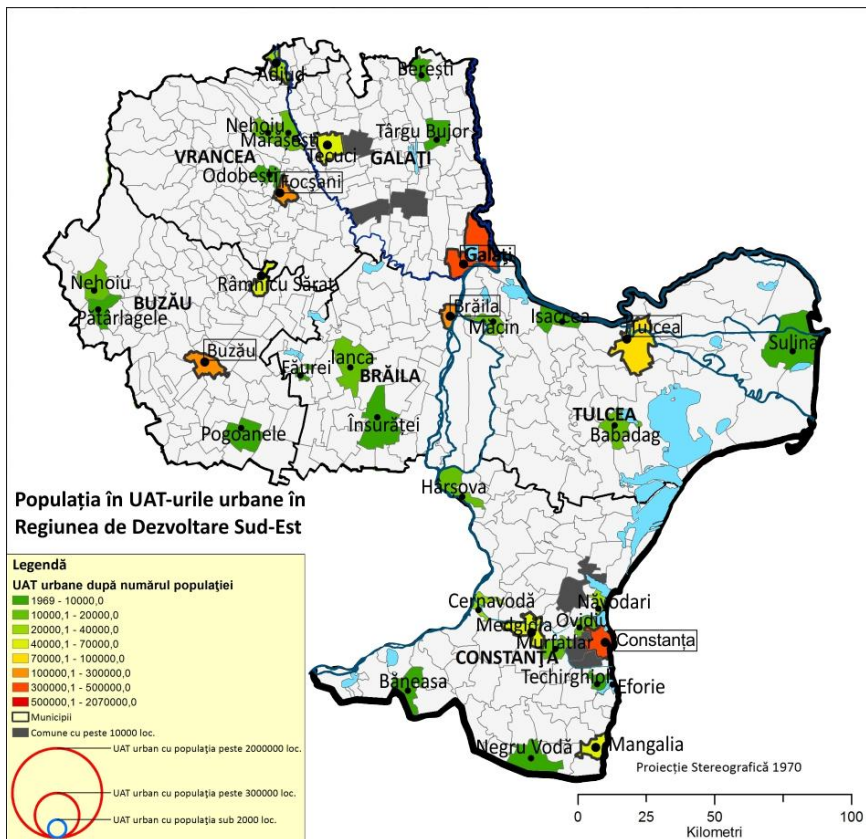 Adjud
Berești
Nehoiu
Mărășești
Târgu Bujor
Tecuci
VRANCEA
GALAȚI
Odobești
Focșani
Galați
Nehoiu
BUZĂU
Râmnicu Sărat
Pătârlagele
Brăila
Măcin
Isaccea
Tulcea
Sulina
Buzău
Ianca
Făurei
BRĂILA
Însurăței
TULCEA
Babadag
Pogoanele
Hârșova
Populația în UAT-urile urbane în
Regiunea de Dezvoltare Sud-Est
Legendă
UAT urbane după numărul populației
1969 - 10000,0
10000,1 - 20000,0
20000,1 - 40000,0
40000,1 - 70000,0
70000,1 - 100000,0
100000,1 - 300000,0
300000,1 - 500000,0
500000,1 - 2070000,0
Municipii
Comune cu peste 10000 loc.
UAT urban cu populația peste 2000000 loc.
UAT urban cu populația peste 300000 loc.
UAT urban cu populația sub 2000 loc.
Cernavodă
Năvodari
Medgidia
Ovidiu
Murfatlar
Constanța
CONSTANȚA
Techirghiol
Eforie
Băneasa
Negru Vodă
Mangalia
Proiecție Stereografică 1970
0 25 50 100
Kilometri